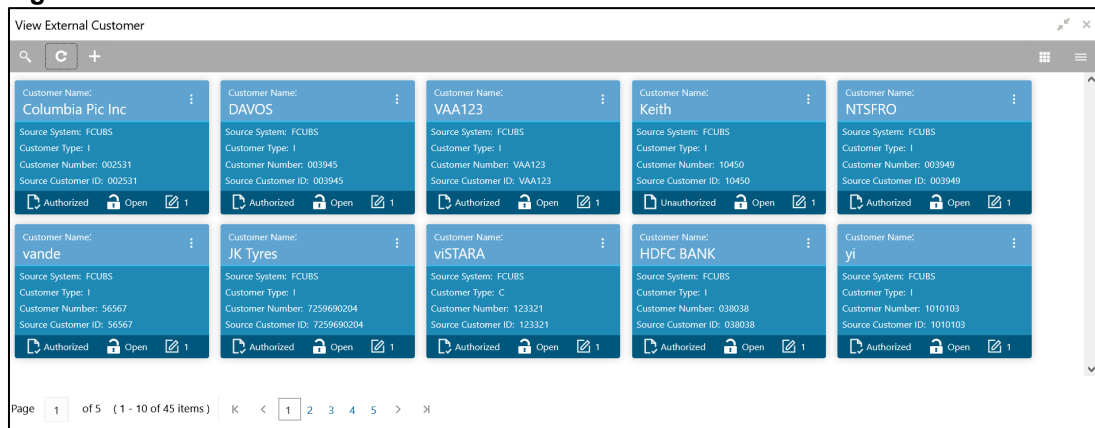 View External Customer
Customer Name:
Columbia Pic Inc
Source System: FCUBS
Customer Type: I
Customer Number: 002531
Source Customer ID: 002531
Authorized Open 1
Customer Name:
DAVOS
Source System: FCUBS
Customer Type: I
Customer Number: 003945
Source Customer ID: 003945
Authorized Open 1
Customer Name:
VAA123
Source System: FCUBS
Customer Type: I
Customer Number: VAA123
Source Customer ID: VAA123
Authorized Open 1
Customer Name:
Keith
Source System: FCUBS
Customer Type: I
Customer Number: 10450
Source Customer ID: 10450
Unauthorized Open 1
Customer Name:
NTSFRO
Source System: FCUBS
Customer Type: I
Customer Number: 003949
Source Customer ID: 003949
Authorized Open 1
Customer Name:
vande
Source System: FCUBS
Customer Type: I
Customer Number: 56567
Source Customer ID: 56567
Authorized Open 1
Customer Name:
JK Tyres
Source System: FCUBS
Customer Type: I
Customer Number: 7259690204
Source Customer ID: 7259690204
Authorized Open 1
Customer Name:
viSTARA
Source System: FCUBS
Customer Type: C
Customer Number: 123321
Source Customer ID: 123321
Authorized Open 1
Customer Name:
HDFC BANK
Source System: FCUBS
Customer Type: I
Customer Number: 038038
Source Customer ID: 038038
Authorized Open 1
Customer Name:
yi
Source System: FCUBS
Customer Type: I
Customer Number: 1010103
Source Customer ID: 1010103
Authorized Open 1
Page 1 of 5 ( 1 - 10 of 45 items ) 1 2 3 4 5